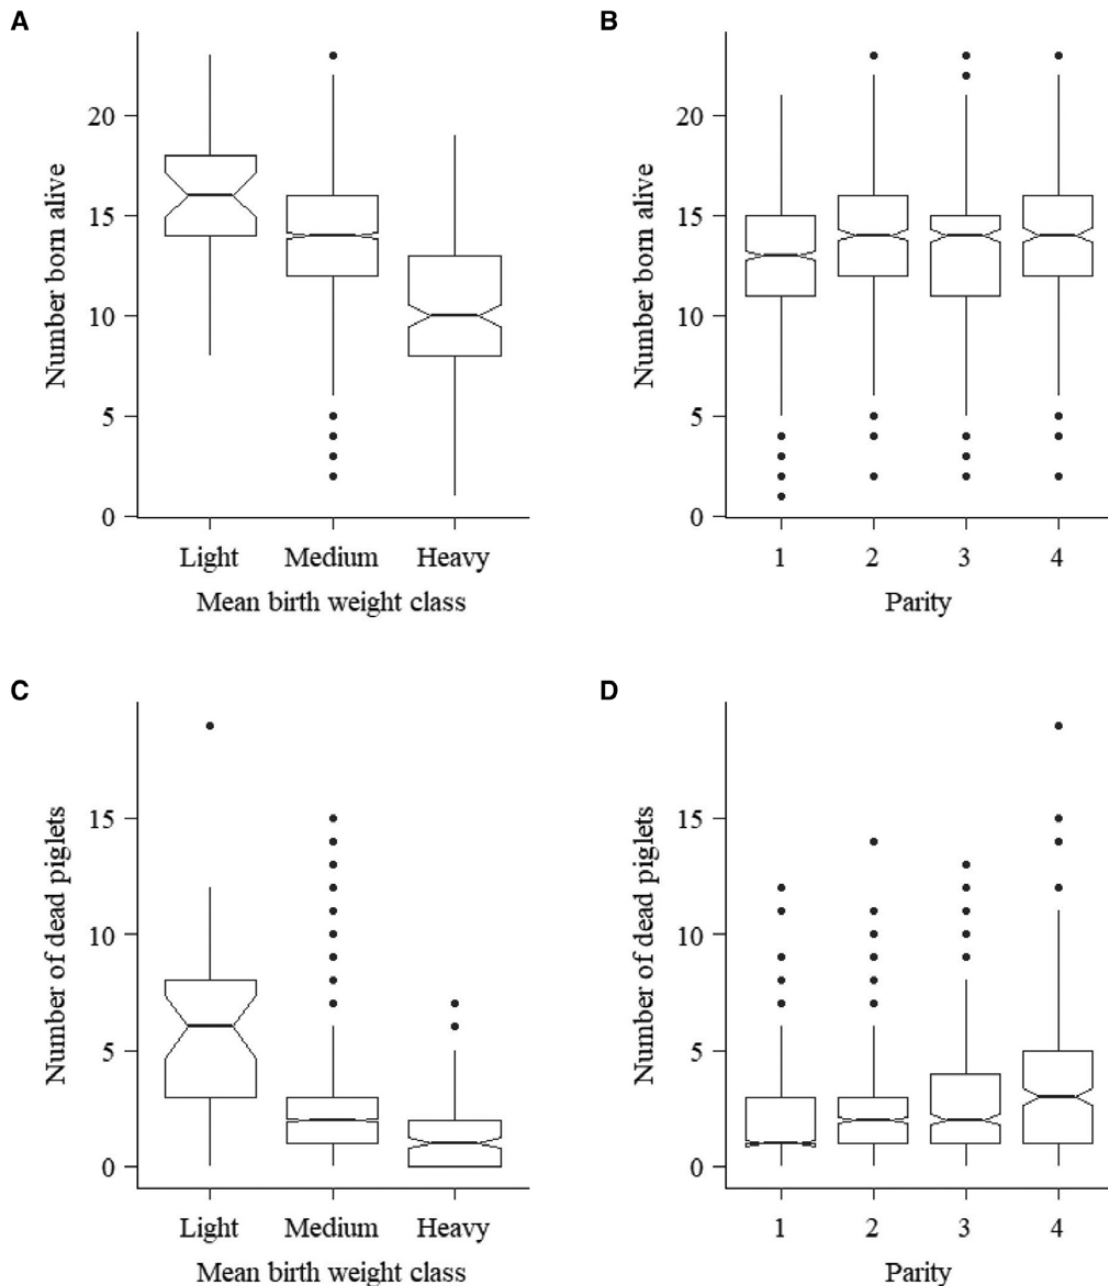 A
Number born alive
20
15
10
5
0
Light Medium Heavy
Mean birth weight class
B
Number born alive
20
15
10
5
0
1 2 3 4
Parity
C
Number of dead piglets
15
10
5
0
Light Medium Heavy
Mean birth weight class
D
Number of dead piglets
15
10
5
0
1 2 3 4
Parity